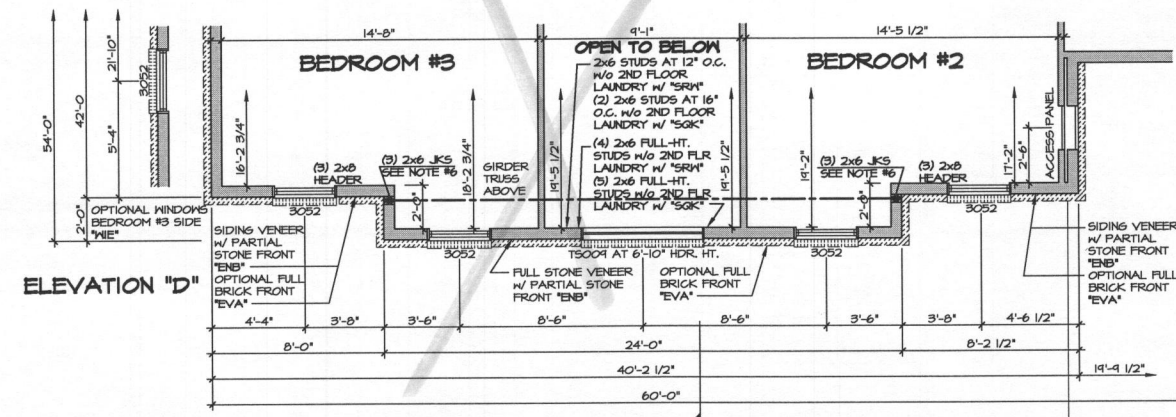 14'-8"
9'-1"
14'-5 1/2"
BEDROOM #3
OPEN TO BELOW
2x6 STUDS AT 12" O.C.
W/o 2ND FLOOR
LAUNDRY W/ "SRW"
(2) 2x6 STUDS AT 16"
O.C. W/o 2ND FLOOR
LAUNDRY W/ "SGK"
(4) 2x6 FULL-HT.
STUDS W/o 2ND FLR
LAUNDRY W/ "SRW"
(5) 2x6 FULL-HT.
STUDS W/o 2ND FLR
LAUNDRY W/ "SGK"
BEDROOM #2
54'-0"
42'-0
21'-10"
5'-4"
2'-0"
3052
OPTIONAL WINDOWS
BEDROOM #3 SIDE
"WIE"
16'-2 3/4"
(3) 2x8
HEADER
3052
(3) 2x6 JKS
SEE NOTE #6
2'-0"
18'-2 3/4"
GIRDER
TRUSS
ABOVE
19'-5 1/2"
19'-5 1/2"
19'-2"
(3) 2x6 JKS
SEE NOTE #6
2'-0"
(3) 2x8
HEADER
17'-2"
2'-6"
ACCESS PANEL
3052
3052
TS009 AT 6'-10" HDR. HT.
3052
ELEVATION "D"
SIDING VENEER
W/ PARTIAL
STONE FRONT
"ENB"
OPTIONAL FULL
BRICK FRONT
"EVA"
FULL STONE VENEER
W/ PARTIAL STONE
FRONT "ENB"
OPTIONAL FULL
BRICK FRONT
"EVA"
SIDING VENEER
W/ PARTIAL
STONE FRONT
"ENB"
OPTIONAL FULL
BRICK FRONT
"EVA"
4'-4"
3'-8"
3'-6"
8'-6"
8'-6"
3'-6"
3'-8"
4'-6 1/2"
8'-0"
24'-0"
8'-2 1/2"
40'-2 1/2"
19'-9 1/2"
60'-0"